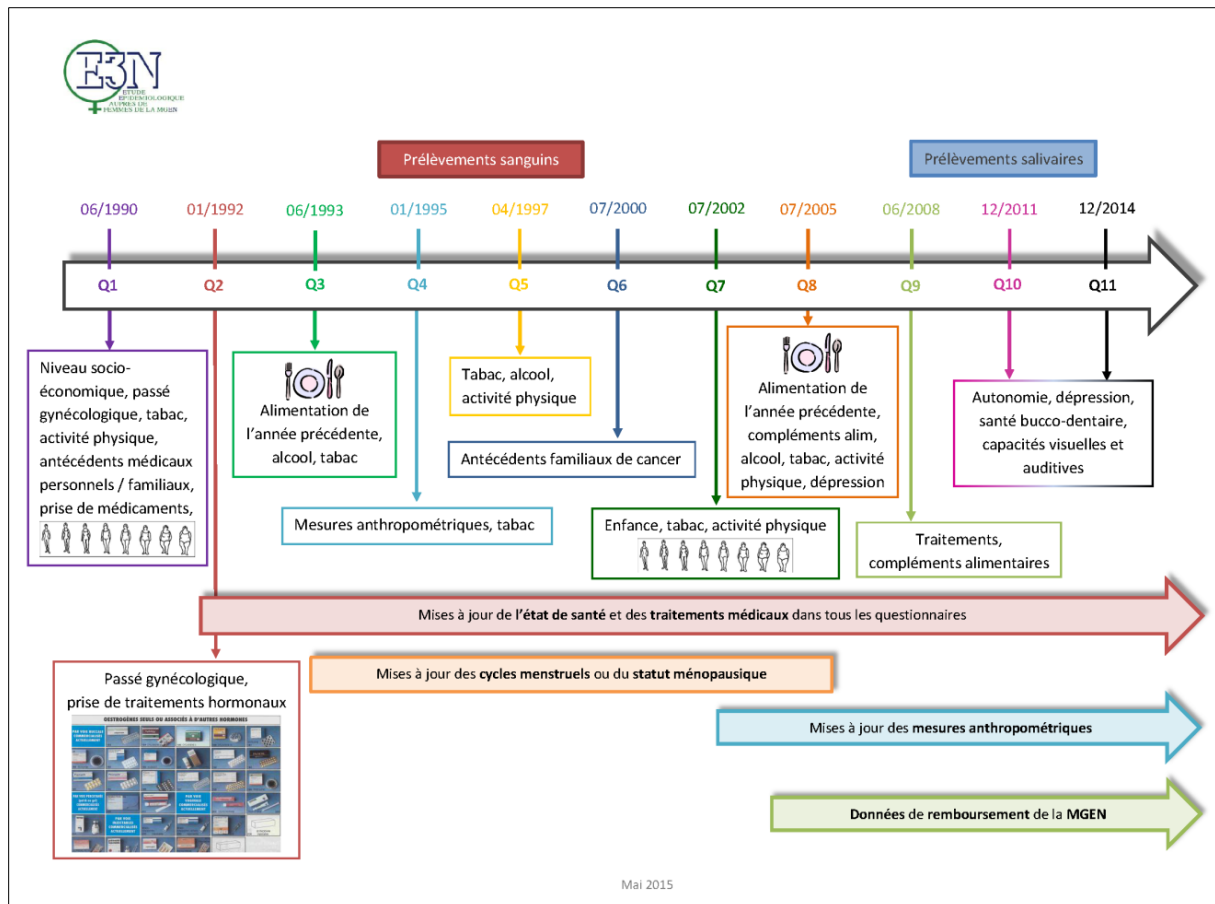 E3N
ETUDE
EPIDEMIOLOGIQUE
AUPRES DE
FEMMES DE LA MGEN
Prélèvements sanguins
Prélèvements salivaires
06/1990
01/1992
06/1993
01/1995
04/1997
07/2000
07/2002
07/2005
06/2008
12/2011
12/2014
Q1
Q2
Q3
Q4
Q5
Q6
Q7
Q8
Q9
Q10
Q11
Niveau socio-
économique, passé
gynécologique, tabac,
activité physique,
antécédents médicaux
personnels / familiaux,
prise de médicaments,
Alimentation de
l'année précédente,
alcool, tabac
Mesures anthropométriques, tabac
Tabac, alcool,
activité physique
Antécédents familiaux de cancer
Enfance, tabac, activité physique
Alimentation de
l'année précédente,
compléments alim,
alcool, tabac, activité
physique, dépression
Traitements,
compléments alimentaires
Autonomie, dépression,
santé bucco-dentaire,
capacités visuelles et
auditives
Mises à jour de l'état de santé et des traitements médicaux dans tous les questionnaires
Passé gynécologique,
prise de traitements hormonaux
OESTROGÈNES SEULS OU ASSOCIÉS À D'AUTRES HORMONES
Mises à jour des cycles menstruels ou du statut ménopausique
Mises à jour des mesures anthropométriques
Données de remboursement de la MGEN
Mai 2015